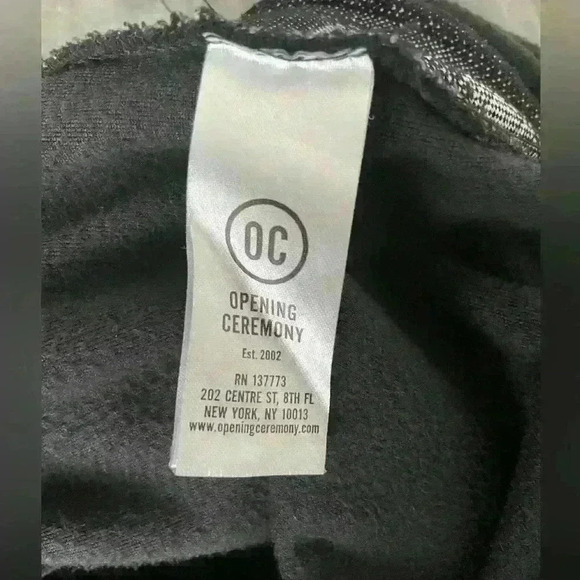 OC
OPENING
CEREMONY
Est. 2002
RN 137773
202 CENTRE ST, 8TH FL
NEW YORK, NY 10013
www.openingceremony.com